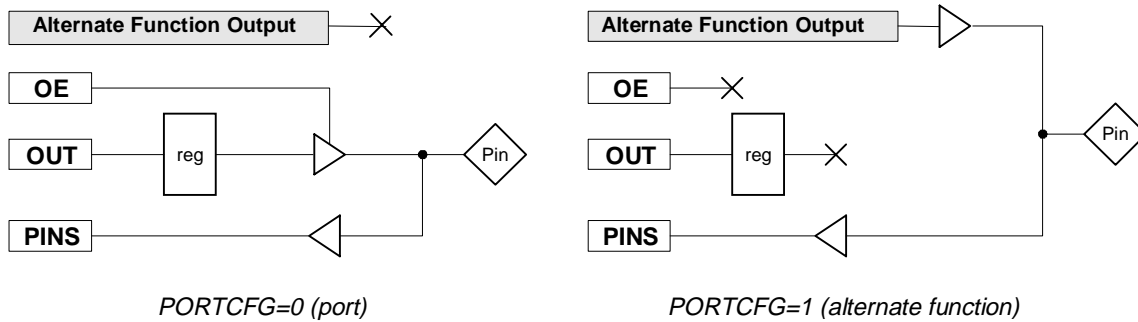 Alternate Function Output
OE
OUT
reg
Pin
PINS
PORTCFG=0 (port)
Alternate Function Output
OE
OUT
reg
Pin
PINS
PORTCFG=1 (alternate function)